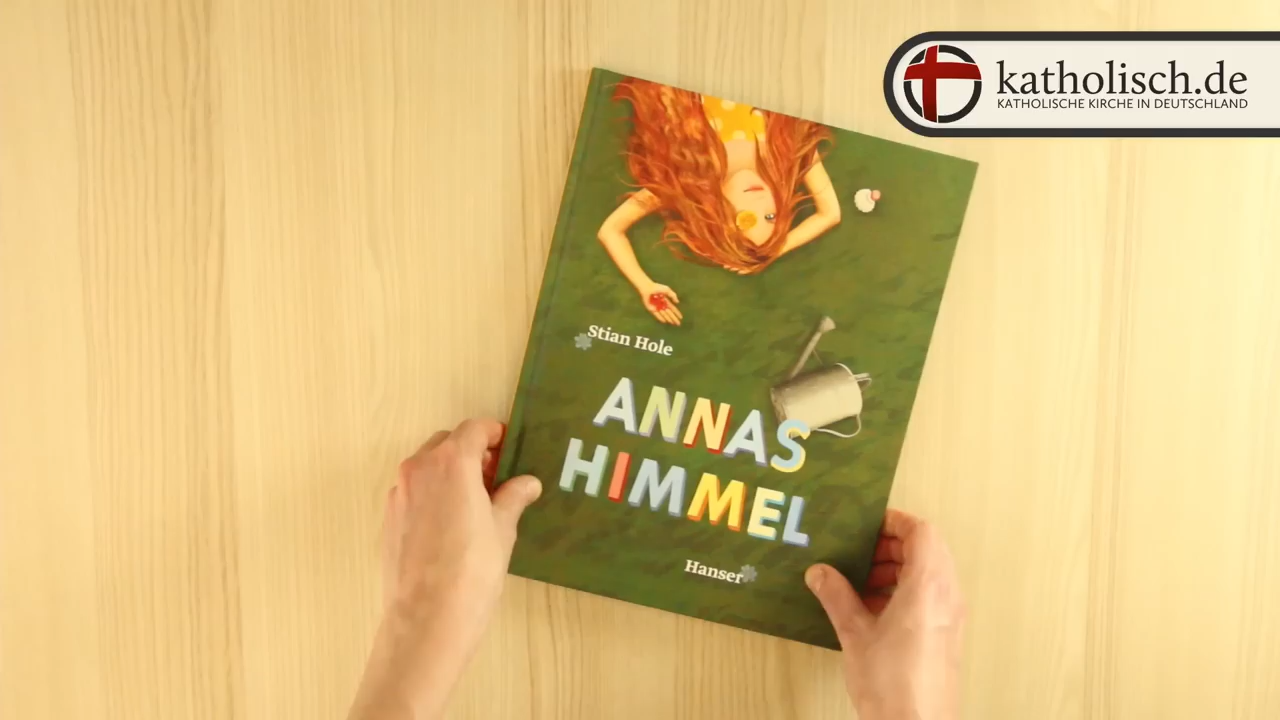 katholisch.de
KATHOLISCHE KIRCHE IN DEUTSCHLAND
Stian Hole
ANNAS
HIMMEL
Hanser